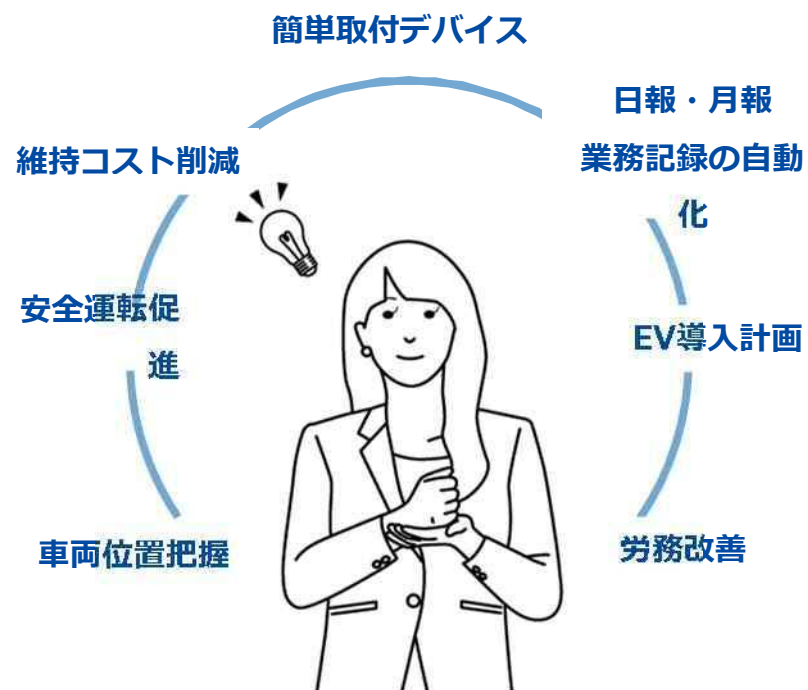 簡単取付デバイス
日報・月報
業務記録の自動
化
維持コスト削減
安全運転促
進
EV導入計画
車両位置把握
労務改善